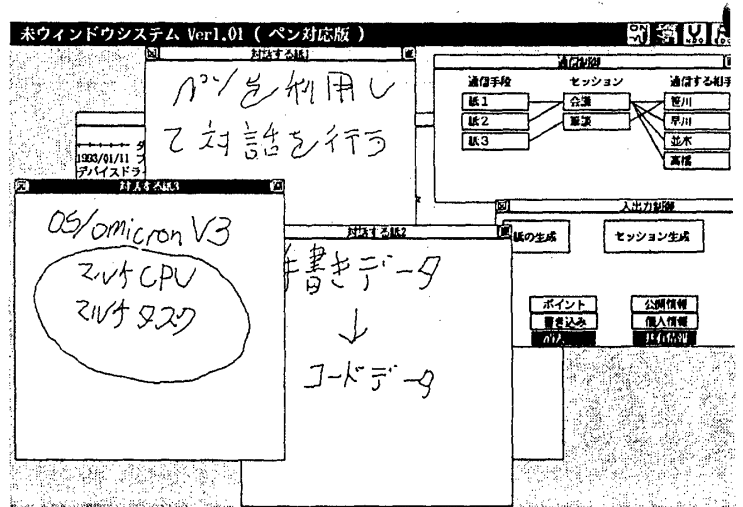 未ウィンドウシステム Ver1.01 ( ペン対応版 )
対話する紙1
ペンを利用し
て対話を行う
通信制御
通信手段 セッション 通信する相手
紙1 会議 笹川
紙2 筆談 早川
紙3 並木
高橋
1993/01/11
デバイスドラ
対話する紙3
OS/omicron V3
マルチCPU
マルチタスク
対話する紙2
書きデータ
↓
コードデータ
入出力制御
紙の生成 セッション生成
ポイント 公開情報
書き込み 個人情報
共有情報